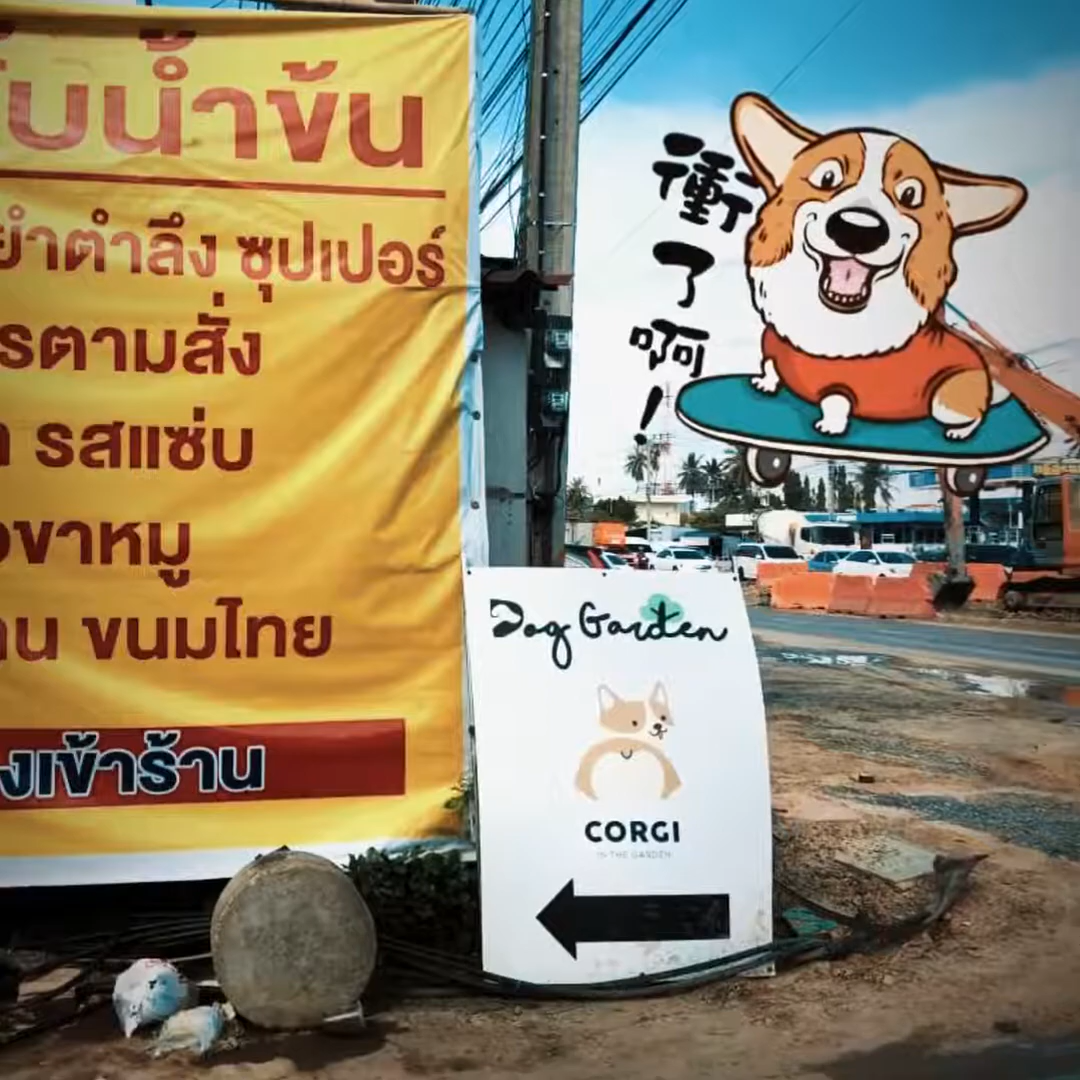 น้ำข้น
ยำตำลึง ซุปเปอร์
รตามสั่ง
รสแซ่บ
ขาหมู
าน ขนมไทย
งเข้าร้าน
衝了啊!
Dog Garden
CORGI
IN THE GARDEN